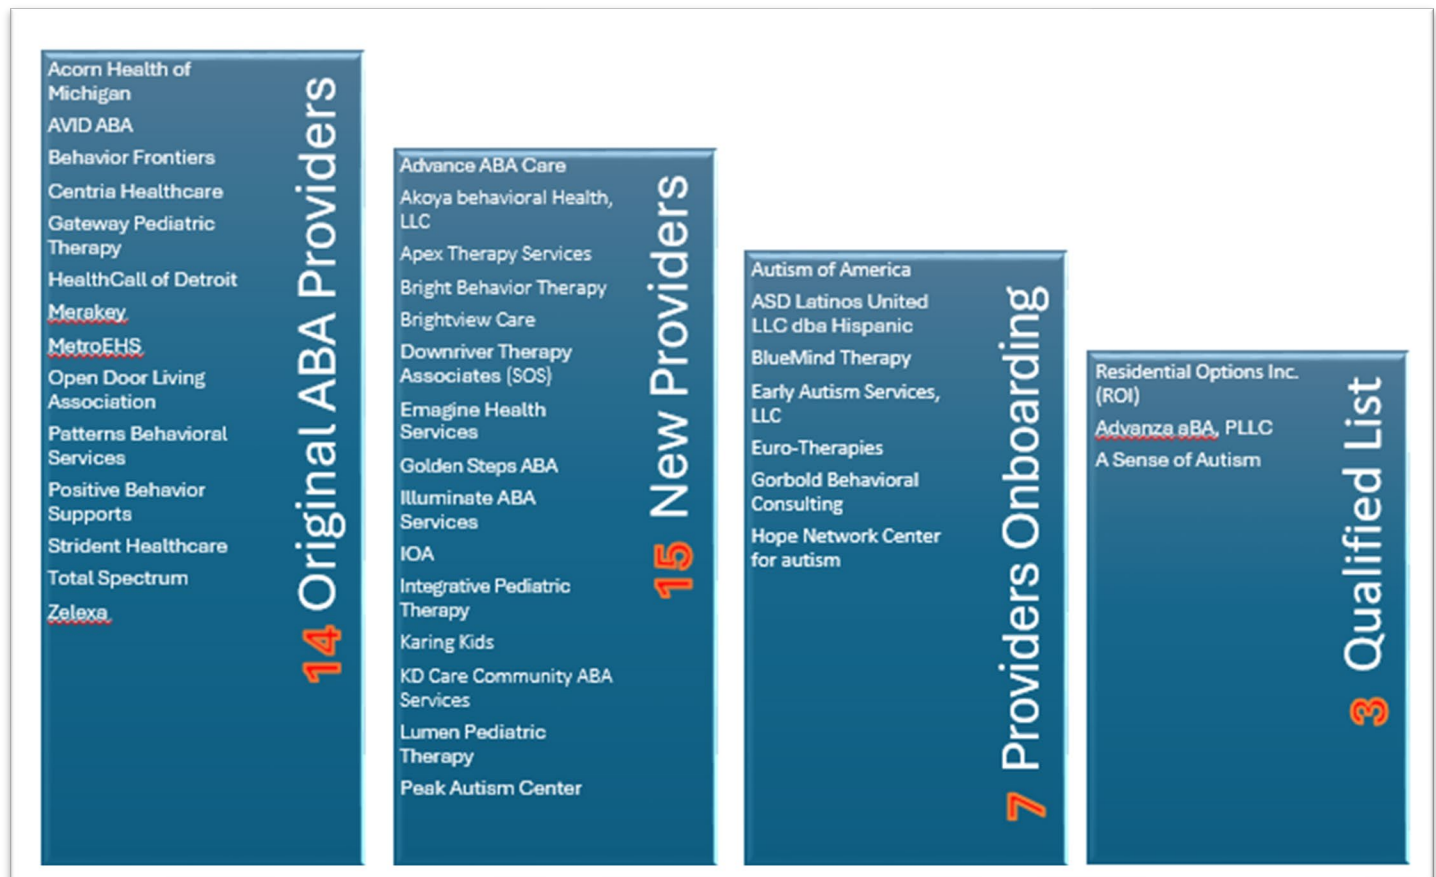 Acorn Health of
Michigan
AVID ABA
Behavior Frontiers
Centria Healthcare
Gateway Pediatric
Therapy
HealthCall of Detroit
Merakey
MetroEHS
Open Door Living
Association
Patterns Behavioral
Services
Positive Behavior
Supports
Strident Healthcare
Total Spectrum
Zelexa
14 Original ABA Providers
Advance ABA Care
Akoya behavioral Health,
LLC
Apex Therapy Services
Bright Behavior Therapy
Brightview Care
Downriver Therapy
Associates (SOS)
Emagine Health
Services
Golden Steps ABA
Illuminate ABA
Services
IOA
Integrative Pediatric
Therapy
Karing Kids
KD Care Community ABA
Services
Lumen Pediatric
Therapy
Peak Autism Center
15 New Providers
Autism of America
ASD Latinos United
LLC dba Hispanic
BlueMind Therapy
Early Autism Services,
LLC
Euro-Therapies
Gorbold Behavioral
Consulting
Hope Network Center
for autism
7 Providers Onboarding
Residential Options Inc.
(ROI)
Advanza aBA, PLLC
A Sense of Autism
3 Qualified List